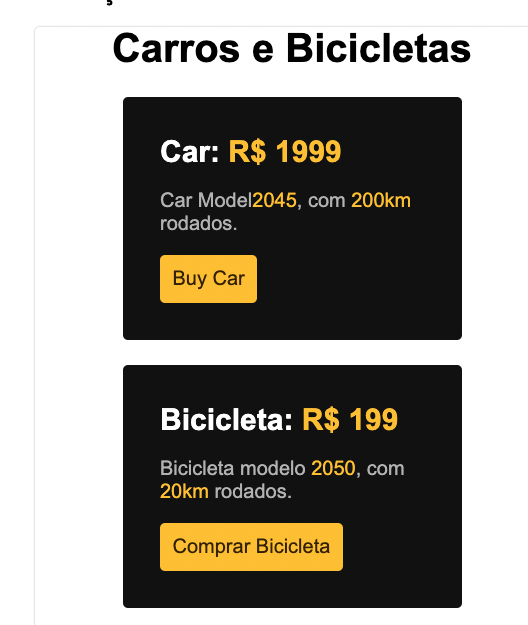 Carros e Bicicletas
Car: R$ 1999
Car Model2045, com 200km
rodados.
Buy Car
Bicicleta: R$ 199
Bicicleta modelo 2050, com
20km rodados.
Comprar Bicicleta